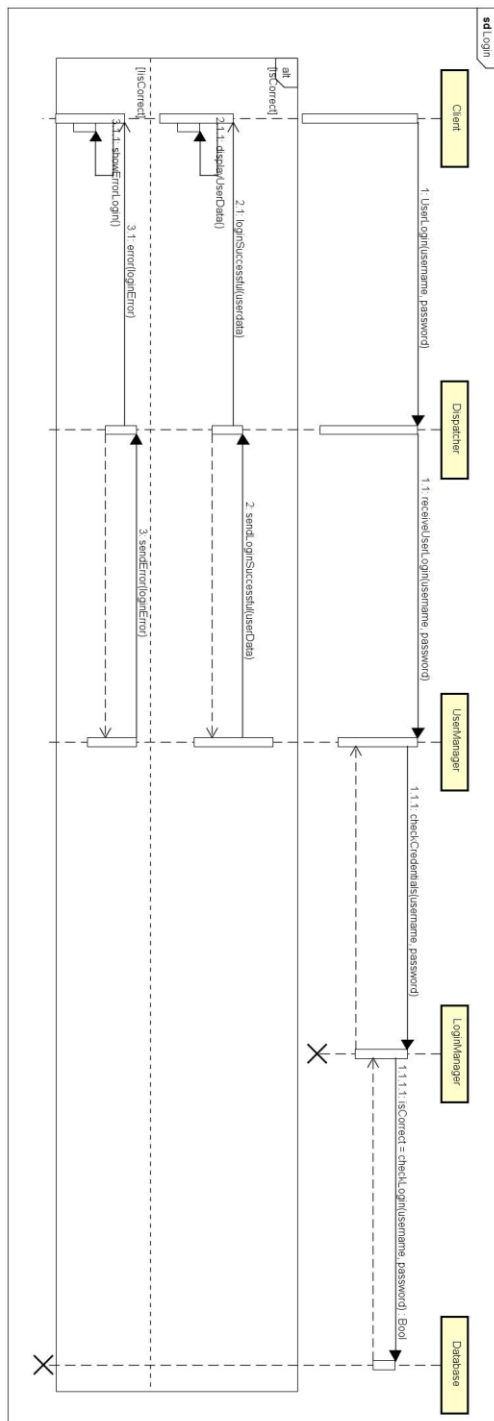 sd Login
Client
Dispatcher
UserManager
LoginManager
Database
1: UserLogin(username, password)
1.1: receiveUserLogin(username, password)
1.1.1: checkCredentials(username, password)
1.1.1.1: isCorrect = checkLogin(username, password) : Bool
alt
[isCorrect]
2: sendLoginSuccessful(userData)
2.1: loginSuccessful(userdata)
2.1.1: displayUserData()
[!isCorrect]
3: sendError(loginError)
3.1: error(loginError)
3.1.1: showErrorLogin()